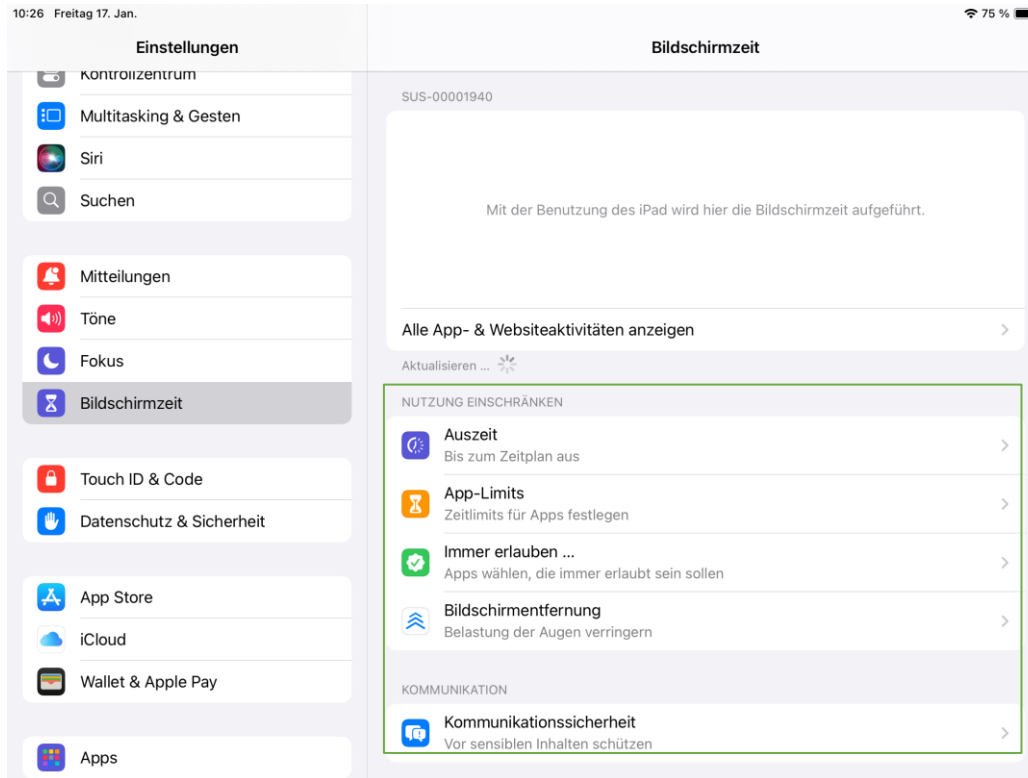 10:26 Freitag 17. Jan.
75 %
Einstellungen
Kontrollzentrum
Multitasking & Gesten
Siri
Suchen
Mitteilungen
Töne
Fokus
Bildschirmzeit
Touch ID & Code
Datenschutz & Sicherheit
App Store
iCloud
Wallet & Apple Pay
Apps
Bildschirmzeit
SUS-00001940
Mit der Benutzung des iPad wird hier die Bildschirmzeit aufgeführt.
Alle App- & Websiteaktivitäten anzeigen
Aktualisieren ...
NUTZUNG EINSCHRÄNKEN
Auszeit
Bis zum Zeitplan aus
App-Limits
Zeitlimits für Apps festlegen
Immer erlauben ...
Apps wählen, die immer erlaubt sein sollen
Bildschirmentfernung
Belastung der Augen verringern
KOMMUNIKATION
Kommunikationssicherheit
Vor sensiblen Inhalten schützen